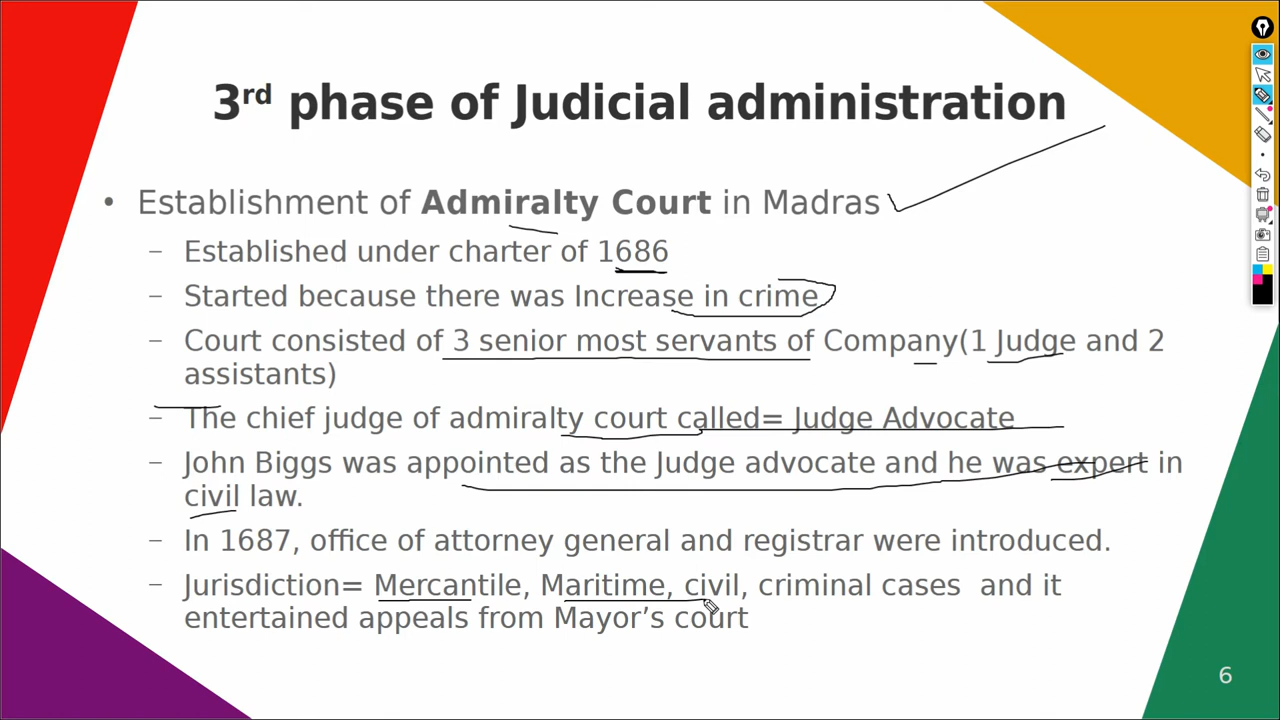 3rd phase of Judicial administration
• Establishment of Admiralty Court in Madras
– Established under charter of 1686
– Started because there was Increase in crime
– Court consisted of 3 senior most servants of Company(1 Judge and 2
assistants)
– The chief judge of admiralty court called= Judge Advocate
– John Biggs was appointed as the Judge advocate and he was expert in
civil law.
– In 1687, office of attorney general and registrar were introduced.
– Jurisdiction= Mercantile, Maritime, civil, criminal cases and it
entertained appeals from Mayor’s court
6